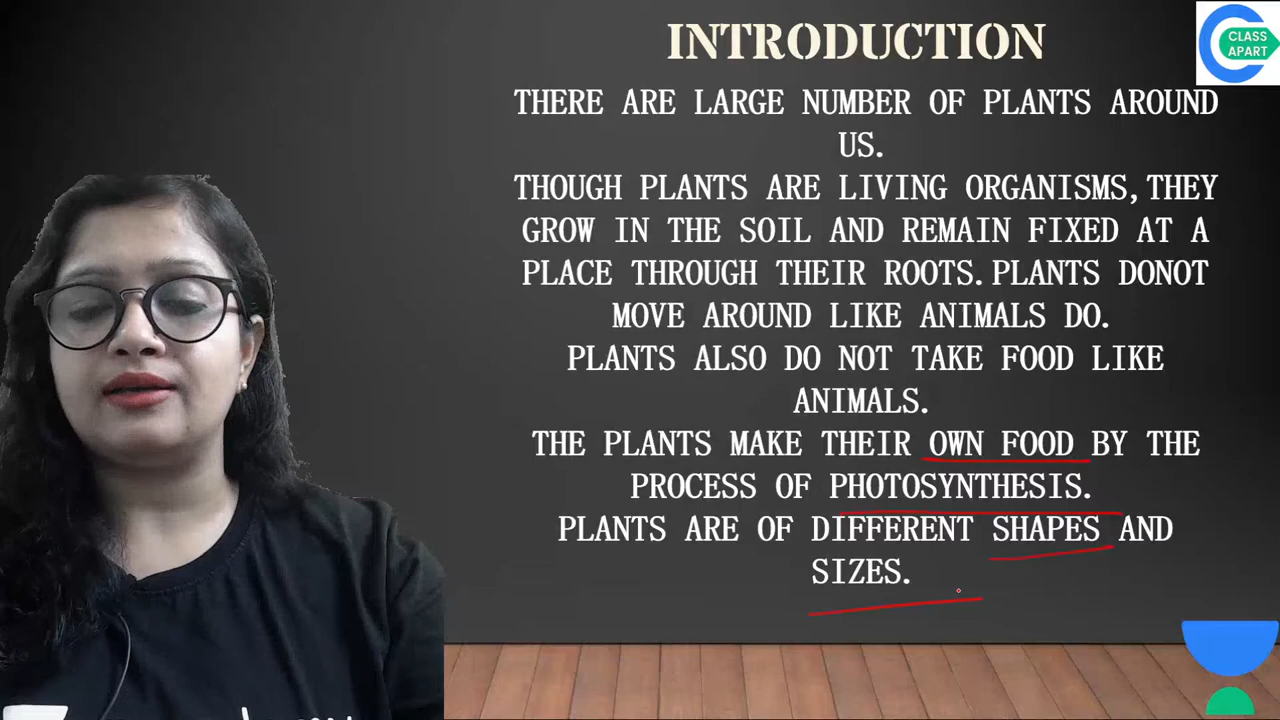 INTRODUCTION
CLASS
APART
THERE ARE LARGE NUMBER OF PLANTS AROUND
US.
THOUGH PLANTS ARE LIVING ORGANISMS,THEY
GROW IN THE SOIL AND REMAIN FIXED AT A
PLACE THROUGH THEIR ROOTS.PLANTS DONOT
MOVE AROUND LIKE ANIMALS DO.
PLANTS ALSO DO NOT TAKE FOOD LIKE
ANIMALS.
THE PLANTS MAKE THEIR OWN FOOD BY THE
PROCESS OF PHOTOSYNTHESIS.
PLANTS ARE OF DIFFERENT SHAPES AND
SIZES.